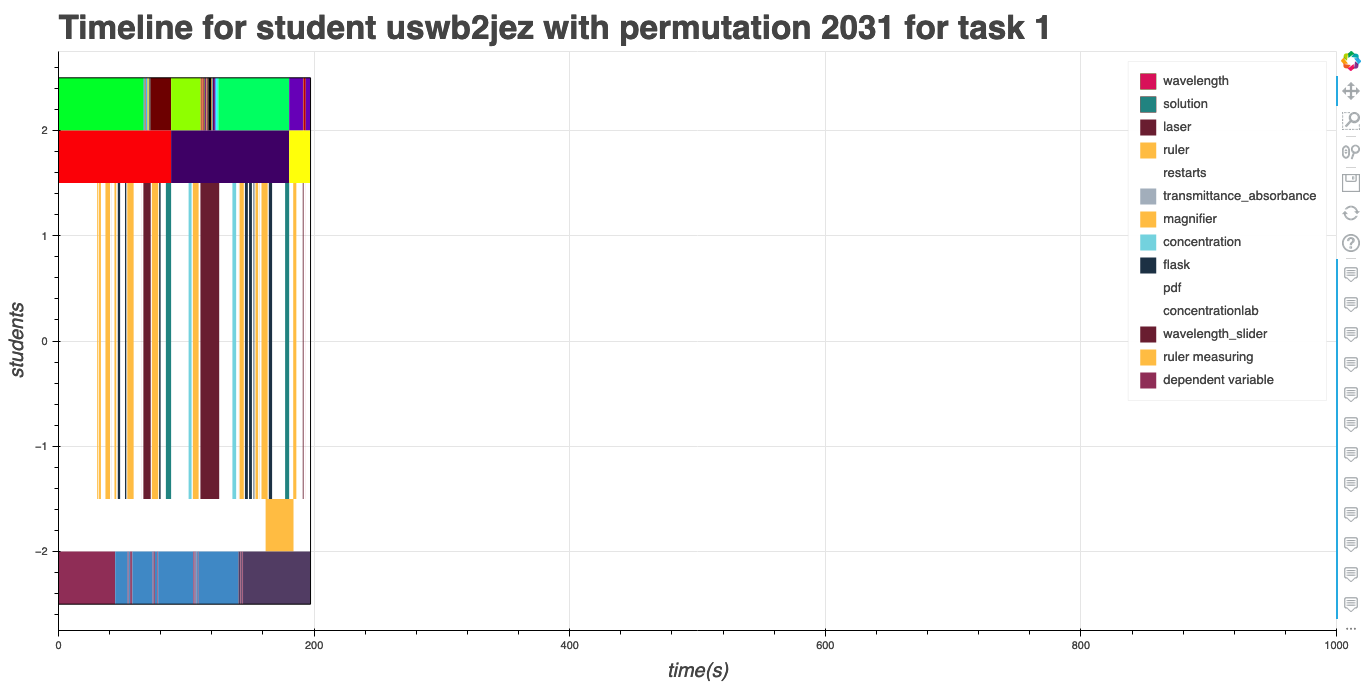 Timeline for student uswb2jez with permutation 2031 for task 1
wavelength
solution
laser
ruler
restarts
transmittance_absorbance
magnifier
concentration
flask
pdf
concentrationlab
wavelength_slider
ruler measuring
dependent variable
students
2
1
0
−1
−2
0 200 400 600 800 1000
time(s)